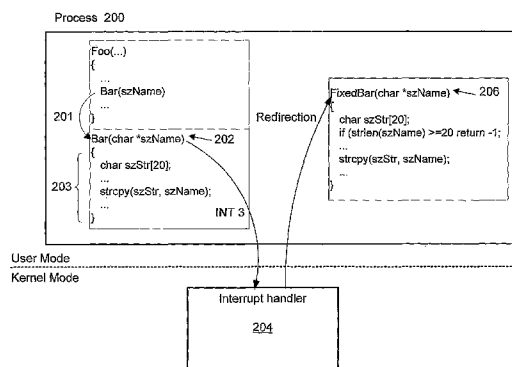 Process 200
Foo(...)
{
...
Bar(szName)
...
}
201
Bar(char *szName)
202
{
char szStr[20];
...
203
strcpy(szStr, szName);
...
}
INT 3
Redirection
FixedBar(char *szName)
206
{
char szStr[20];
if (strlen(szName) >=20 return -1;
...
strcpy(szStr, szName);
...
}
User Mode
Kernel Mode
Interrupt handler
204